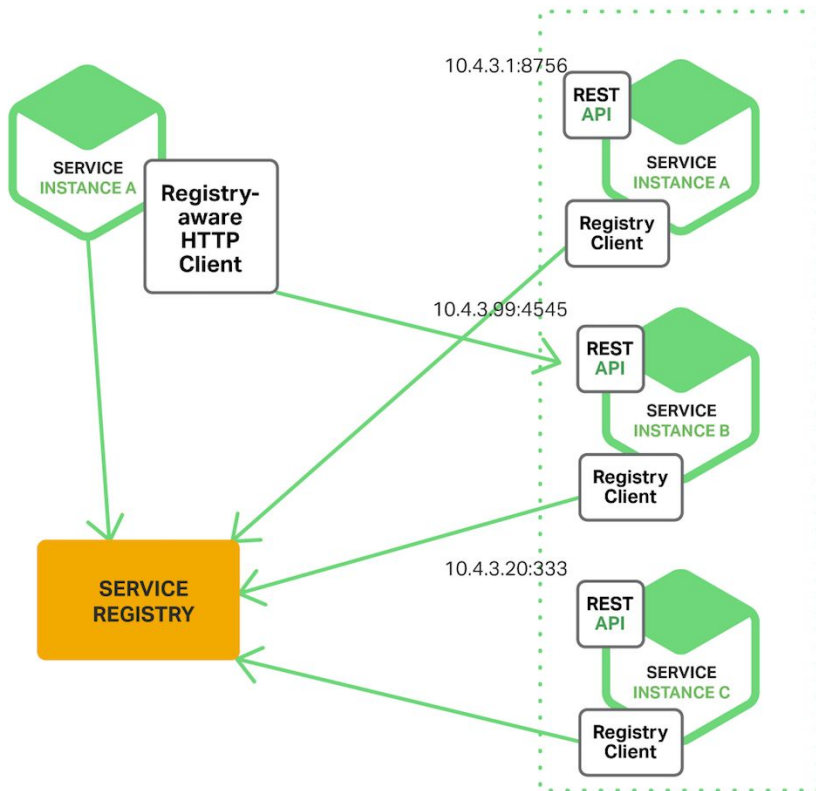 SERVICE
INSTANCE A
Registry-
aware
HTTP
Client
SERVICE
REGISTRY
10.4.3.1:8756
REST
API
SERVICE
INSTANCE A
Registry
Client
10.4.3.99:4545
REST
API
SERVICE
INSTANCE B
Registry
Client
10.4.3.20:333
REST
API
SERVICE
INSTANCE C
Registry
Client